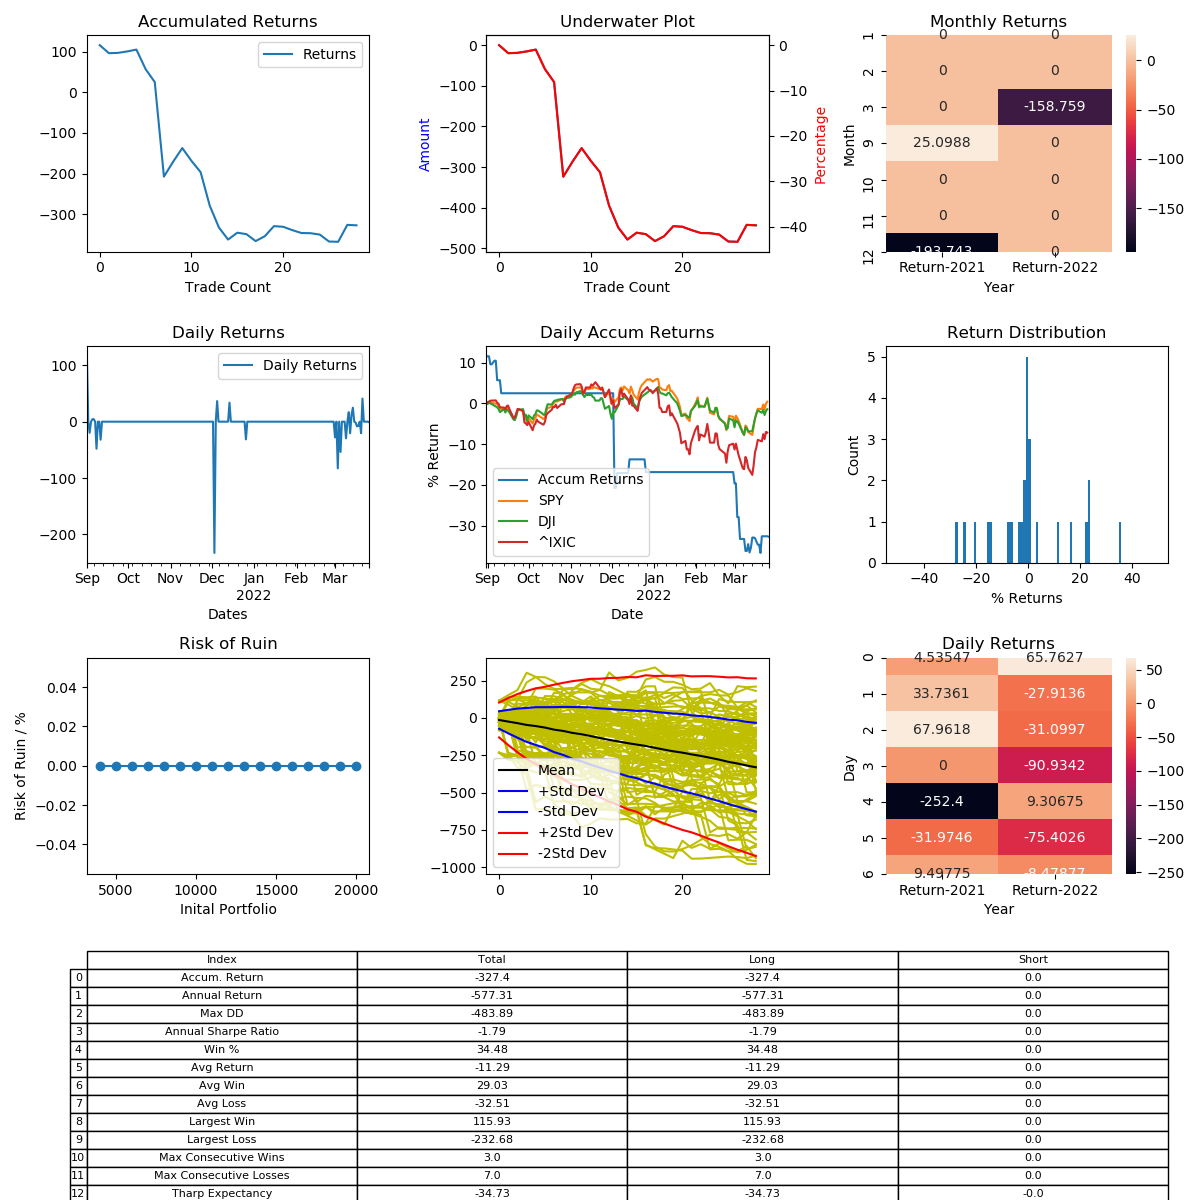 Accumulated Returns
100
0
−100
−200
−300
0
10
20
Trade Count
Returns
Underwater Plot
0
−100
−200
−300
−400
−500
0
−10
−20
−30
−40
Amount
Percentage
0
10
20
Trade Count
Monthly Returns
1
2
3
9
10
11
12
Month
0 0
0 0
0 -158.759
25.0988 0
0 0
0 0
-193.743 0
Return-2021 Return-2022
Year
0
−50
−100
−150
Daily Returns
100
0
−100
−200
Daily Returns
Sep Oct Nov Dec Jan Feb Mar
2022
Dates
Daily Accum Returns
10
0
−10
−20
−30
% Return
Accum Returns
SPY
DJI
^IXIC
Sep Oct Nov Dec Jan Feb Mar
2022
Date
Return Distribution
5
4
3
2
1
0
Count
−40 −20 0 20 40
% Returns
Risk of Ruin
0.04
0.02
0.00
−0.02
−0.04
Risk of Ruin / %
5000 10000 15000 20000
Inital Portfolio
250
0
−250
−500
−750
−1000
Mean
+Std Dev
-Std Dev
+2Std Dev
-2Std Dev
0 10 20
Daily Returns
0
1
2
3
4
5
6
Day
4.53547 65.7627
33.7361 -27.9136
67.9618 -31.0997
0 -90.9342
-252.4 9.30675
-31.9746 -75.4026
9.49775 -8.47877
Return-2021 Return-2022
Year
50
0
−50
−100
−150
−200
−250
Index Total Long Short
0 Accum. Return -327.4 -327.4 0.0
1 Annual Return -577.31 -577.31 0.0
2 Max DD -483.89 -483.89 0.0
3 Annual Sharpe Ratio -1.79 -1.79 0.0
4 Win % 34.48 34.48 0.0
5 Avg Return -11.29 -11.29 0.0
6 Avg Win 29.03 29.03 0.0
7 Avg Loss -32.51 -32.51 0.0
8 Largest Win 115.93 115.93 0.0
9 Largest Loss -232.68 -232.68 0.0
10 Max Consecutive Wins 3.0 3.0 0.0
11 Max Consecutive Losses 7.0 7.0 0.0
12 Tharp Expectancy -34.73 -34.73 -0.0